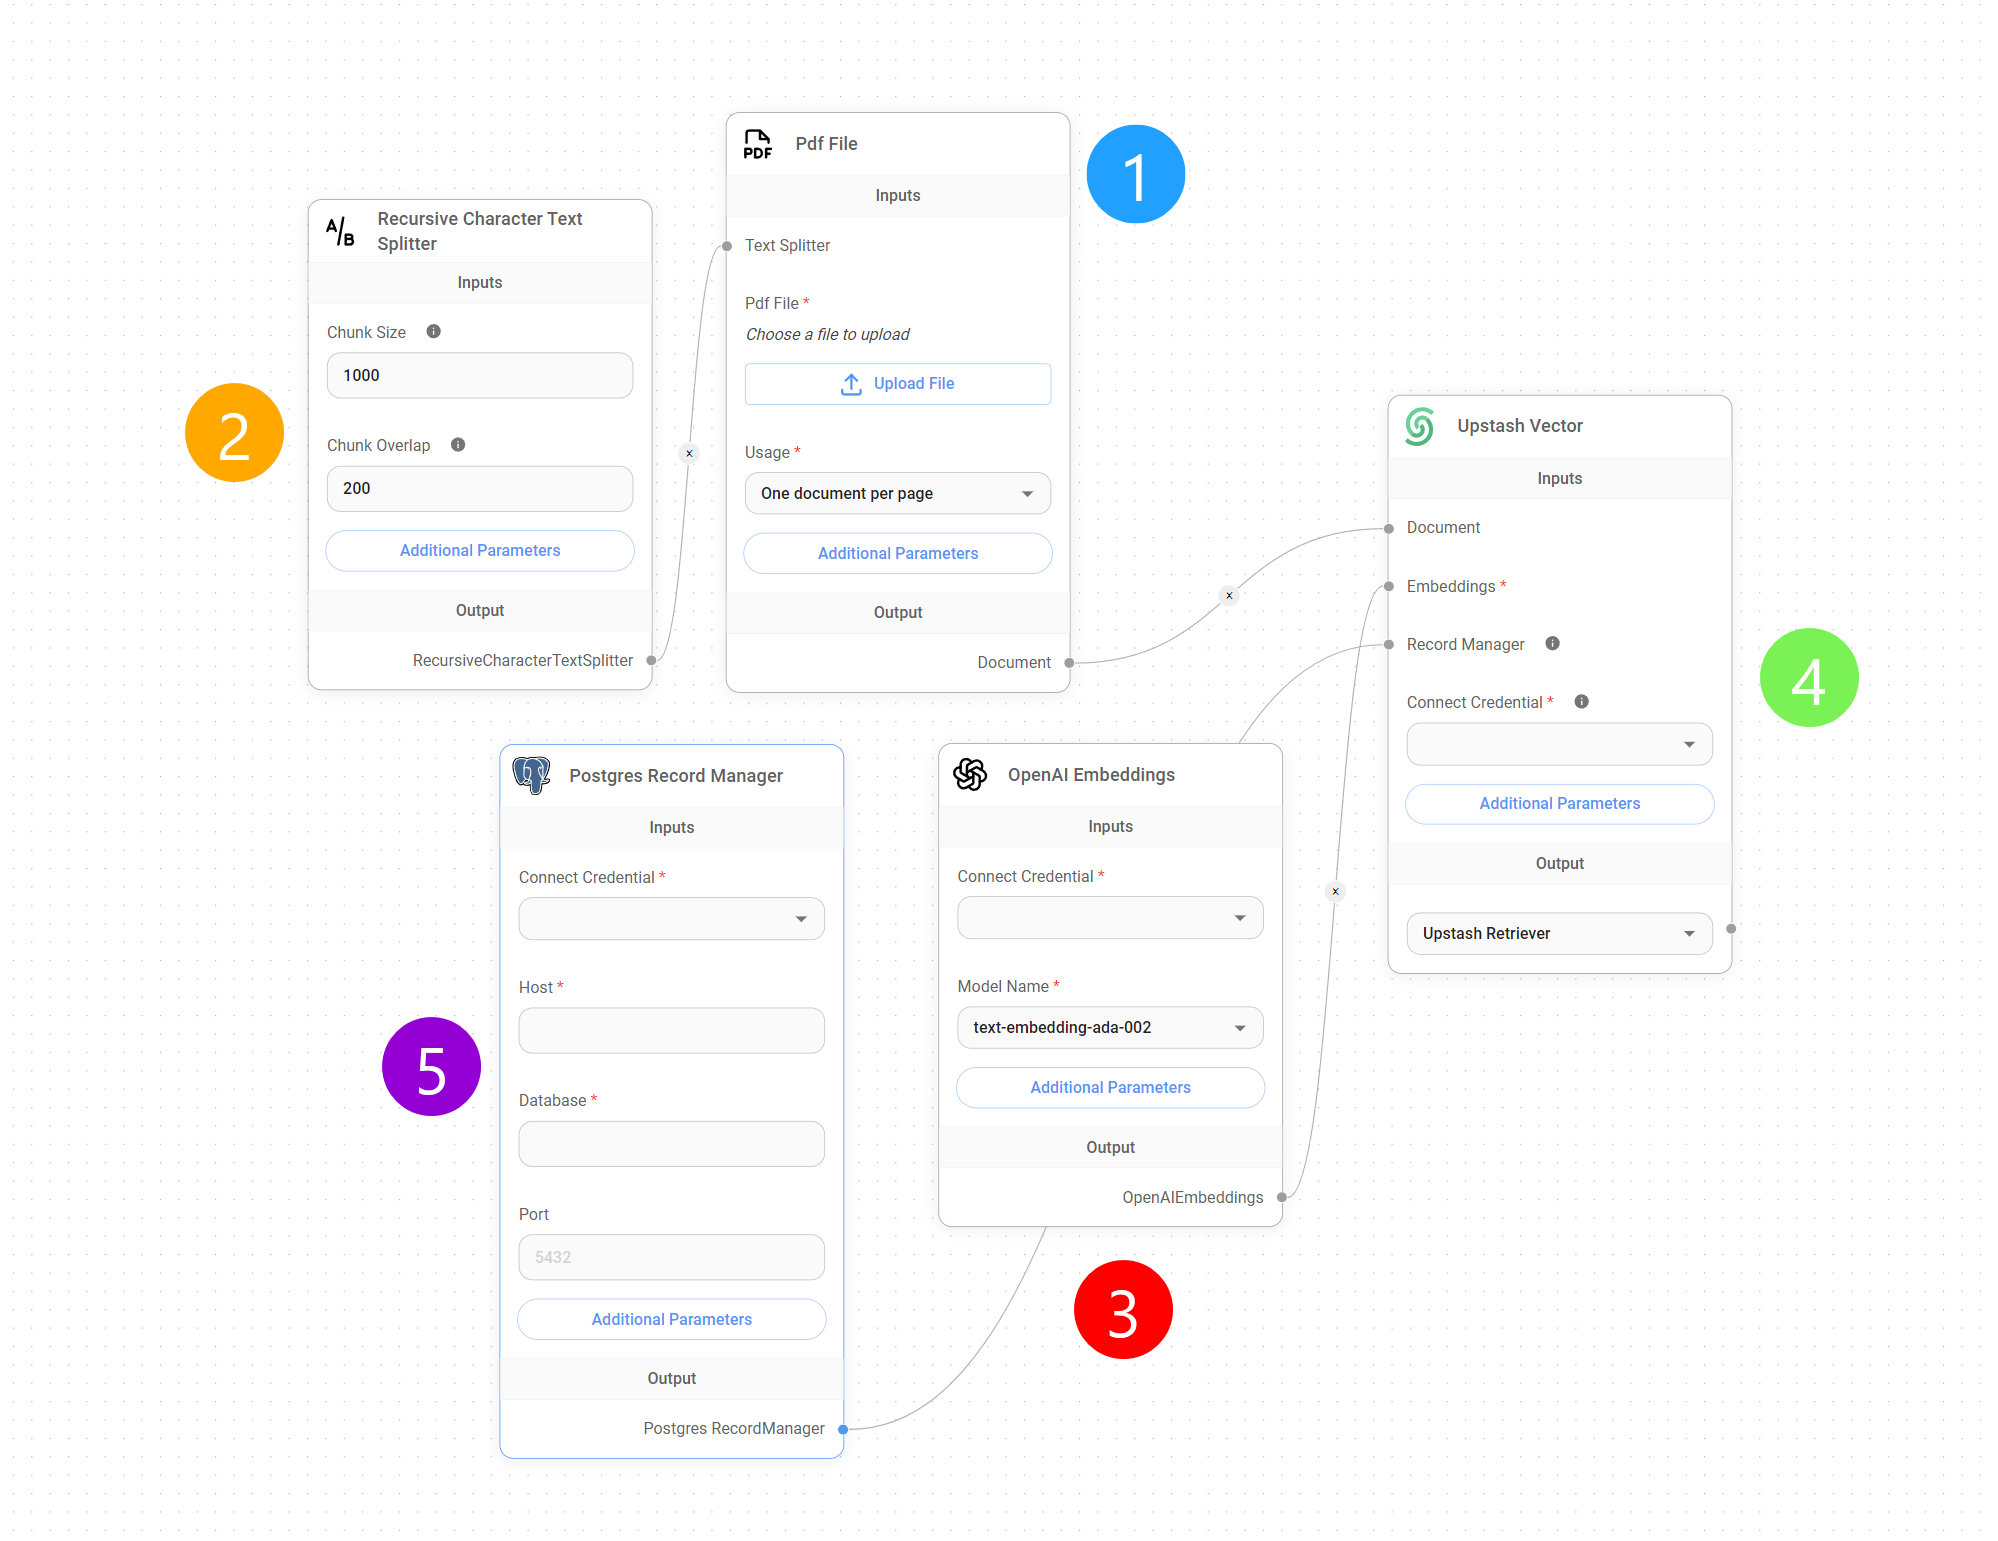 PDF
Pdf File
Inputs
Text Splitter
Pdf File *
Choose a file to upload
Upload File
Usage *
One document per page
Additional Parameters
Output
Document
1
A/B
Recursive Character Text
Splitter
Inputs
Chunk Size
1000
Chunk Overlap
200
Additional Parameters
Output
RecursiveCharacterTextSplitter
2
x
x
x
OpenAI Embeddings
Inputs
Connect Credential *
Model Name *
text-embedding-ada-002
Additional Parameters
Output
OpenAIEmbeddings
3
Upstash Vector
Inputs
Document
Embeddings *
Record Manager
Connect Credential *
Additional Parameters
Output
Upstash Retriever
4
Postgres Record Manager
Inputs
Connect Credential *
Host *
Database *
Port
5432
Additional Parameters
Output
Postgres RecordManager
5